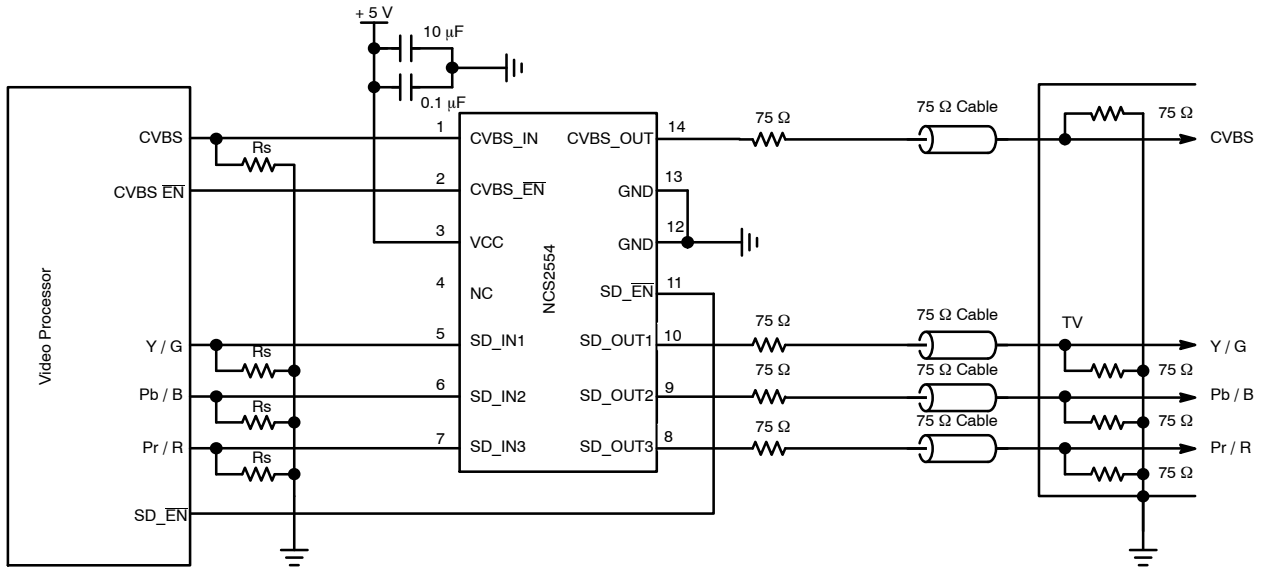 + 5 V
10 μF
0.1 μF
Video Processor
CVBS
CVBS EN
Y / G
Pb / B
Pr / R
SD_EN
Rs
Rs
Rs
Rs
1
2
3
4
5
6
7
CVBS_IN
CVBS_EN
VCC
NC
SD_IN1
SD_IN2
SD_IN3
NCS2554
CVBS_OUT
GND
GND
SD_EN
SD_OUT1
SD_OUT2
SD_OUT3
14
13
12
11
10
9
8
75 Ω
75 Ω
75 Ω
75 Ω
75 Ω Cable
75 Ω Cable
75 Ω Cable
75 Ω Cable
TV
75 Ω
75 Ω
75 Ω
75 Ω
CVBS
Y / G
Pb / B
Pr / R